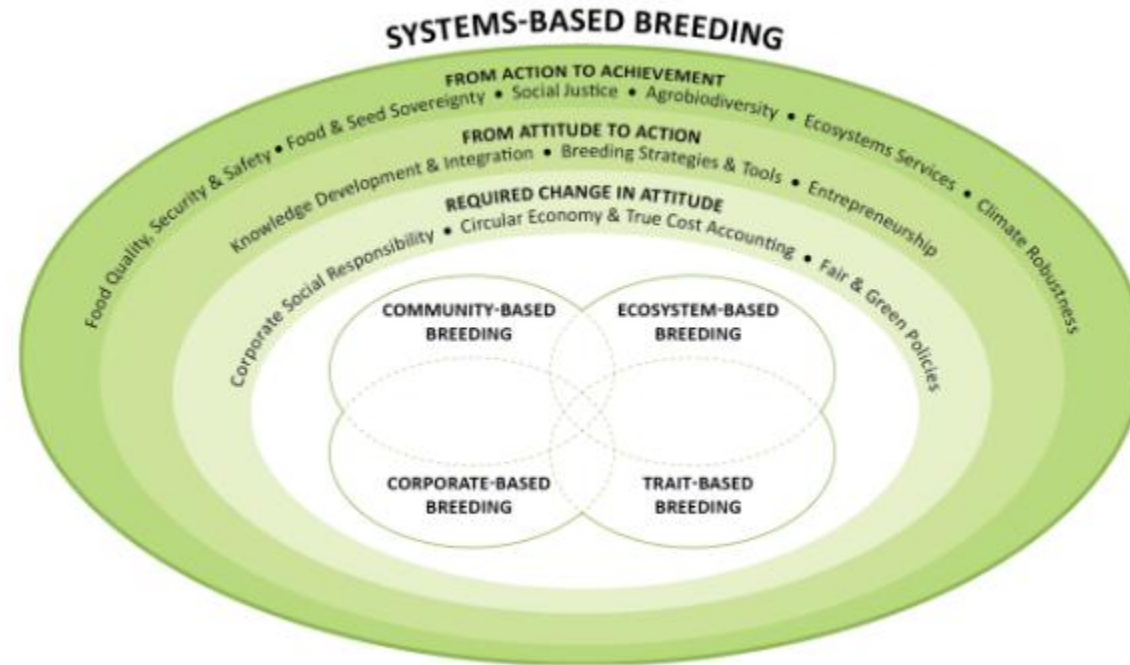 SYSTEMS-BASED BREEDING
FROM ACTION TO ACHIEVEMENT
Food Quality, Security & Safety • Food & Seed Sovereignty • Social Justice • Agrobiodiversity • Ecosystems Services • Climate Robustness
FROM ATTITUDE TO ACTION
Knowledge Development & Integration • Breeding Strategies & Tools • Entrepreneurship
REQUIRED CHANGE IN ATTITUDE
Corporate Social Responsibility • Circular Economy & True Cost Accounting • Fair & Green Policies
COMMUNITY-BASED
BREEDING
ECOSYSTEM-BASED
BREEDING
CORPORATE-BASED
BREEDING
TRAIT-BASED
BREEDING